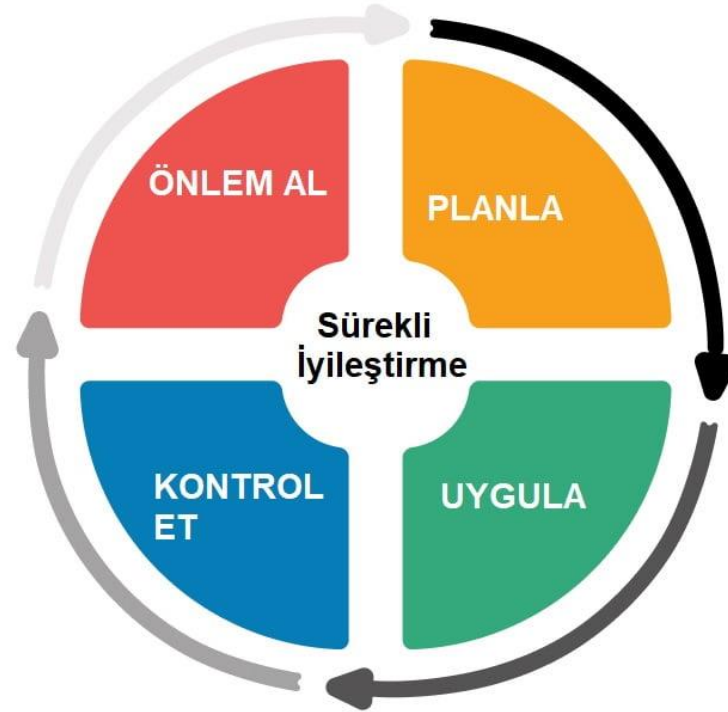 ÖNLEM AL
PLANLA
Sürekli
İyileştirme
KONTROL
ET
UYGULA